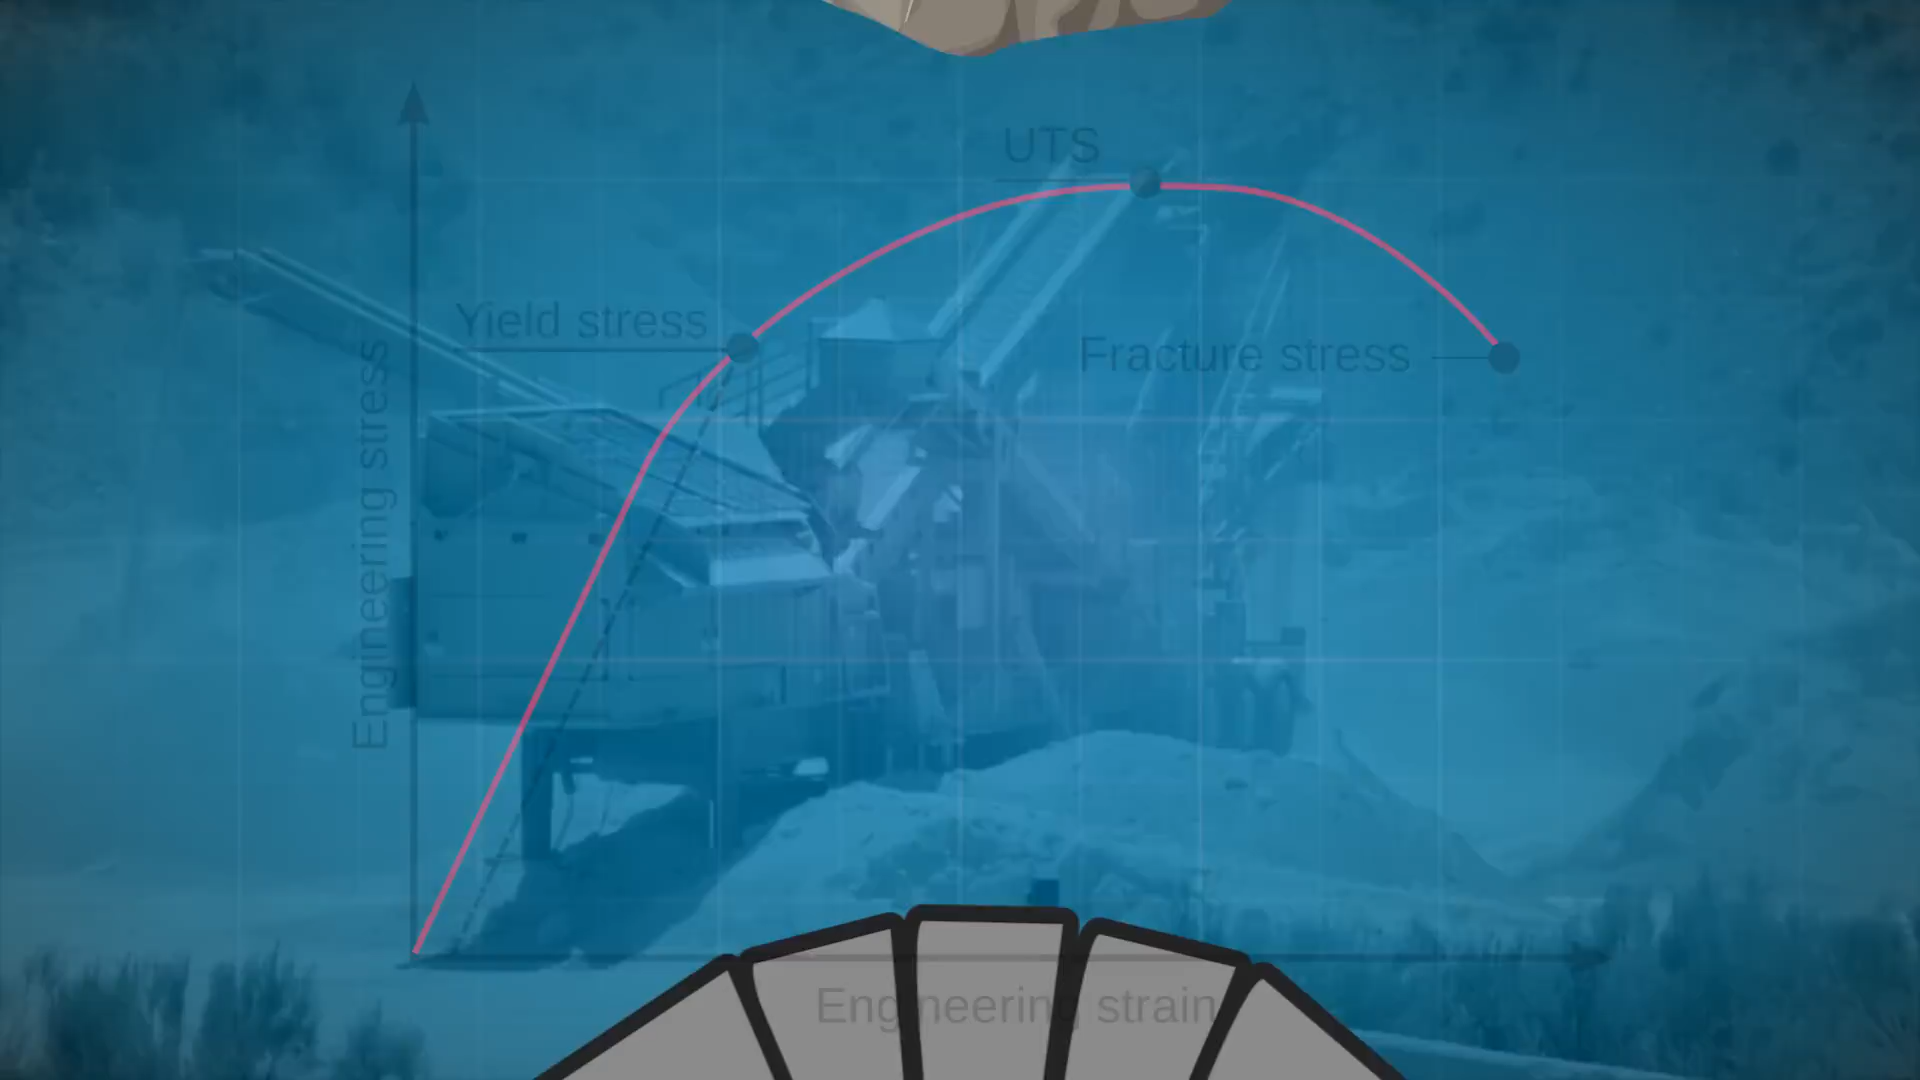 UTS
Yield stress
Fracture stress
Engineering stress
Engineering strain